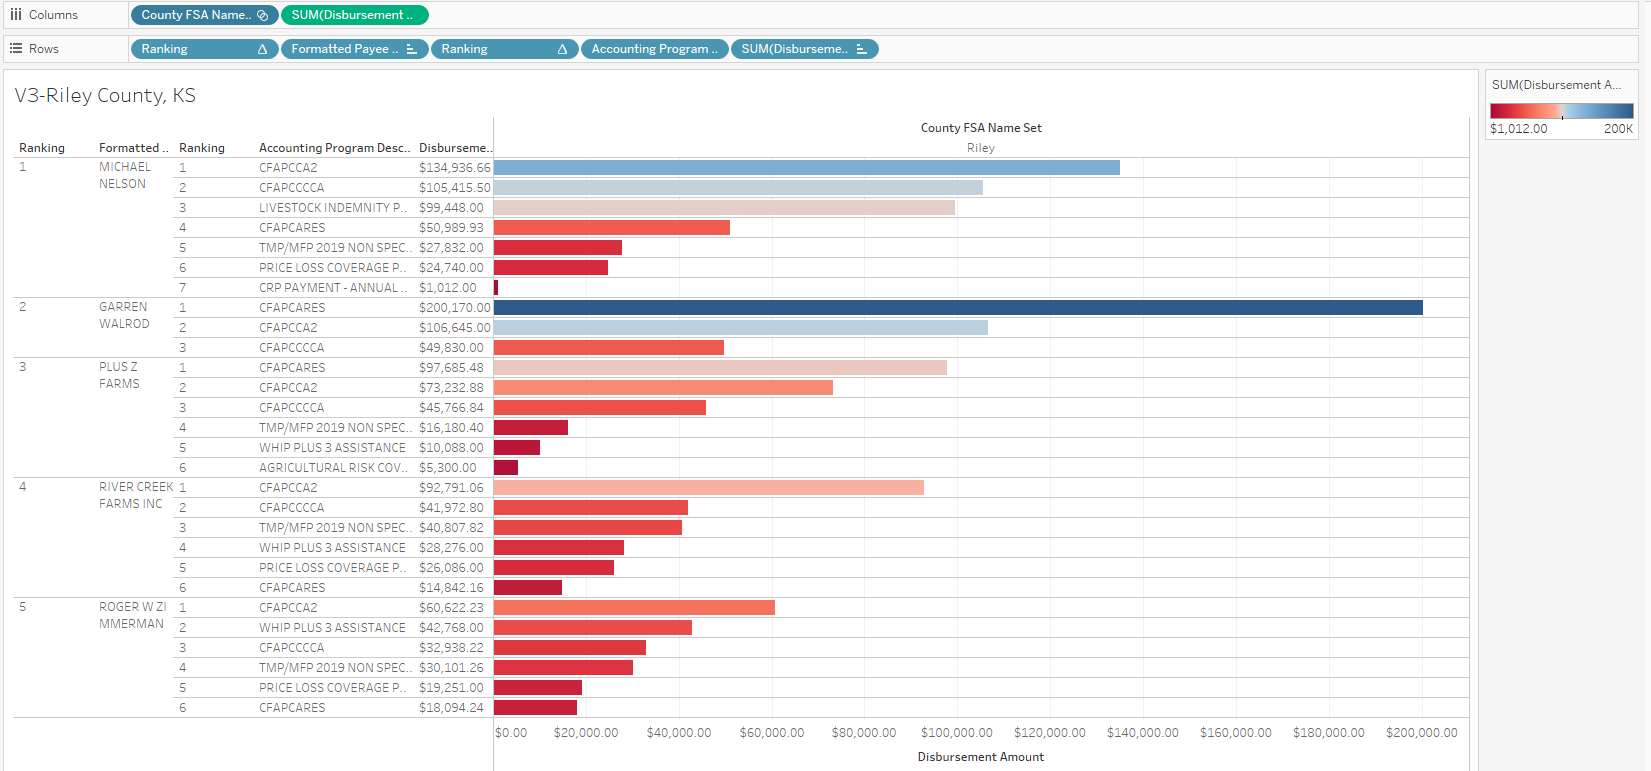 Columns County FSA Name.. SUM(Disbursement ..
Rows Ranking Formatted Payee .. Ranking Accounting Program .. SUM(Disburseme..
V3-Riley County, KS
SUM(Disbursement A...
$1,012.00 200K
County FSA Name Set
Ranking Formatted .. Ranking Accounting Program Desc.. Disburseme.. Riley
1 MICHAEL NELSON 1 CFAPCCA2 $134,936.66
2 CFAPCCCCA $105,415.50
3 LIVESTOCK INDEMNITY P.. $99,448.00
4 CFAPCARES $50,989.93
5 TMP/MFP 2019 NON SPEC.. $27,832.00
6 PRICE LOSS COVERAGE P.. $24,740.00
7 CRP PAYMENT - ANNUAL .. $1,012.00
2 GARREN WALROD 1 CFAPCARES $200,170.00
2 CFAPCCA2 $106,645.00
3 CFAPCCCCA $49,830.00
3 PLUS Z FARMS 1 CFAPCARES $97,685.48
2 CFAPCCA2 $73,232.88
3 CFAPCCCCA $45,766.84
4 TMP/MFP 2019 NON SPEC.. $16,180.40
5 WHIP PLUS 3 ASSISTANCE $10,088.00
6 AGRICULTURAL RISK COV.. $5,300.00
4 RIVER CREEK FARMS INC 1 CFAPCCA2 $92,791.06
2 CFAPCCCCA $41,972.80
3 TMP/MFP 2019 NON SPEC.. $40,807.82
4 WHIP PLUS 3 ASSISTANCE $28,276.00
5 PRICE LOSS COVERAGE P.. $26,086.00
6 CFAPCARES $14,842.16
5 ROGER W ZI MMERMAN 1 CFAPCCA2 $60,622.23
2 WHIP PLUS 3 ASSISTANCE $42,768.00
3 CFAPCCCCA $32,938.22
4 TMP/MFP 2019 NON SPEC.. $30,101.26
5 PRICE LOSS COVERAGE P.. $19,251.00
6 CFAPCARES $18,094.24
$0.00 $20,000.00 $40,000.00 $60,000.00 $80,000.00 $100,000.00 $120,000.00 $140,000.00 $160,000.00 $180,000.00 $200,000.00
Disbursement Amount